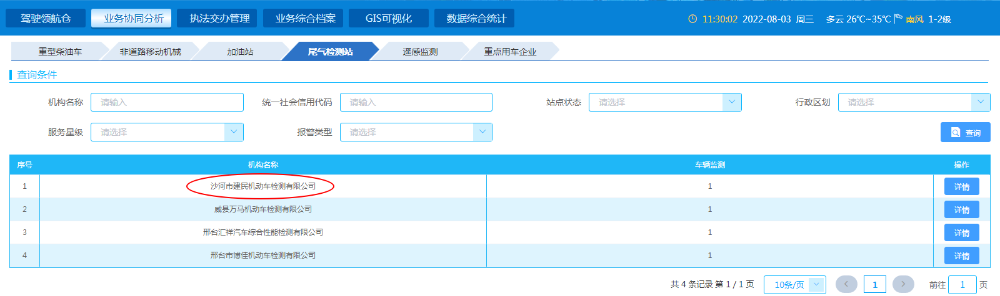 驾驶领航仓 业务协同分析 执法交办管理 业务综合档案 GIS可视化 数据综合统计 11:30:02 2022-08-03 周三 多云 26℃~35℃ 南风 1-2级
重型柴油车 非道路移动机械 加油站 尾气检测站 遥感监测 重点用车企业
查询条件
机构名称 请输入 统一社会信用代码 请输入 站点状态 请选择 行政区划 请选择
服务星级 请选择 报警类型 请选择 查询
序号 机构名称 车辆监测 操作
1 沙河市建民机动车检测有限公司 1 详情
2 威县万马机动车检测有限公司 1 详情
3 邢台汇祥汽车综合性能检测有限公司 1 详情
4 邢台市博佳机动车检测有限公司 1 详情
共 4 条记录 第 1 / 1 页 10条/页 1 前往 1 页